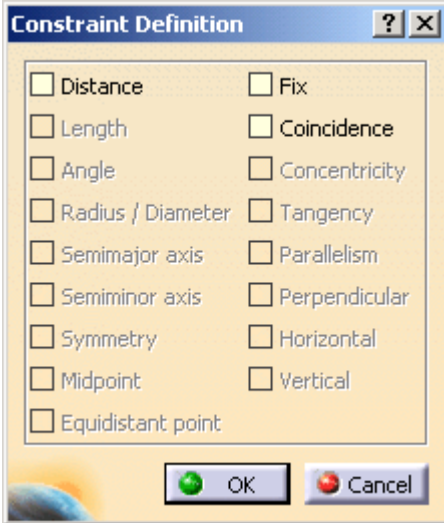 Constraint Definition
Distance Fix
Length Coincidence
Angle Concentricity
Radius / Diameter Tangency
Semimajor axis Parallelism
Semiminor axis Perpendicular
Symmetry Horizontal
Midpoint Vertical
Equidistant point
OK Cancel